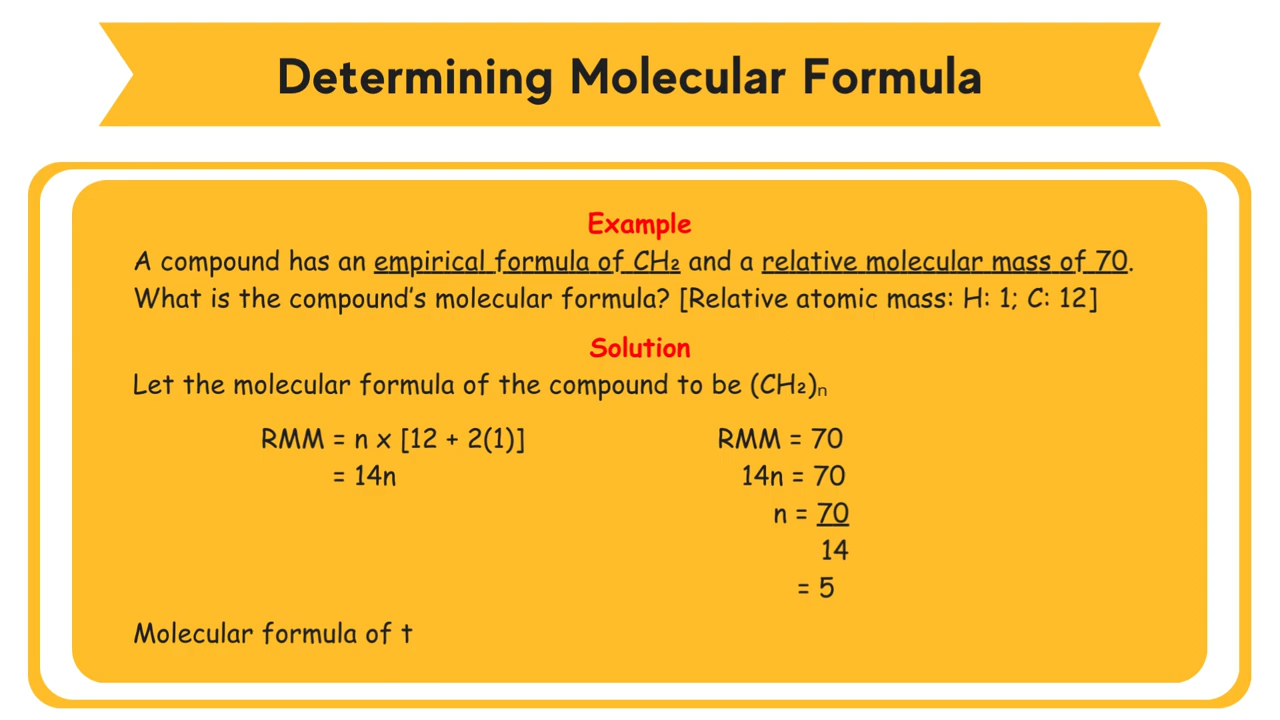 Determining Molecular Formula
Example
A compound has an empirical formula of CH₂ and a relative molecular mass of 70.
What is the compound's molecular formula? [Relative atomic mass: H: 1; C: 12]
Solution
Let the molecular formula of the compound to be (CH₂)ₙ
RMM = n x [12 + 2(1)]
= 14n
RMM = 70
14n = 70
n = 70
14
= 5
Molecular formula of t